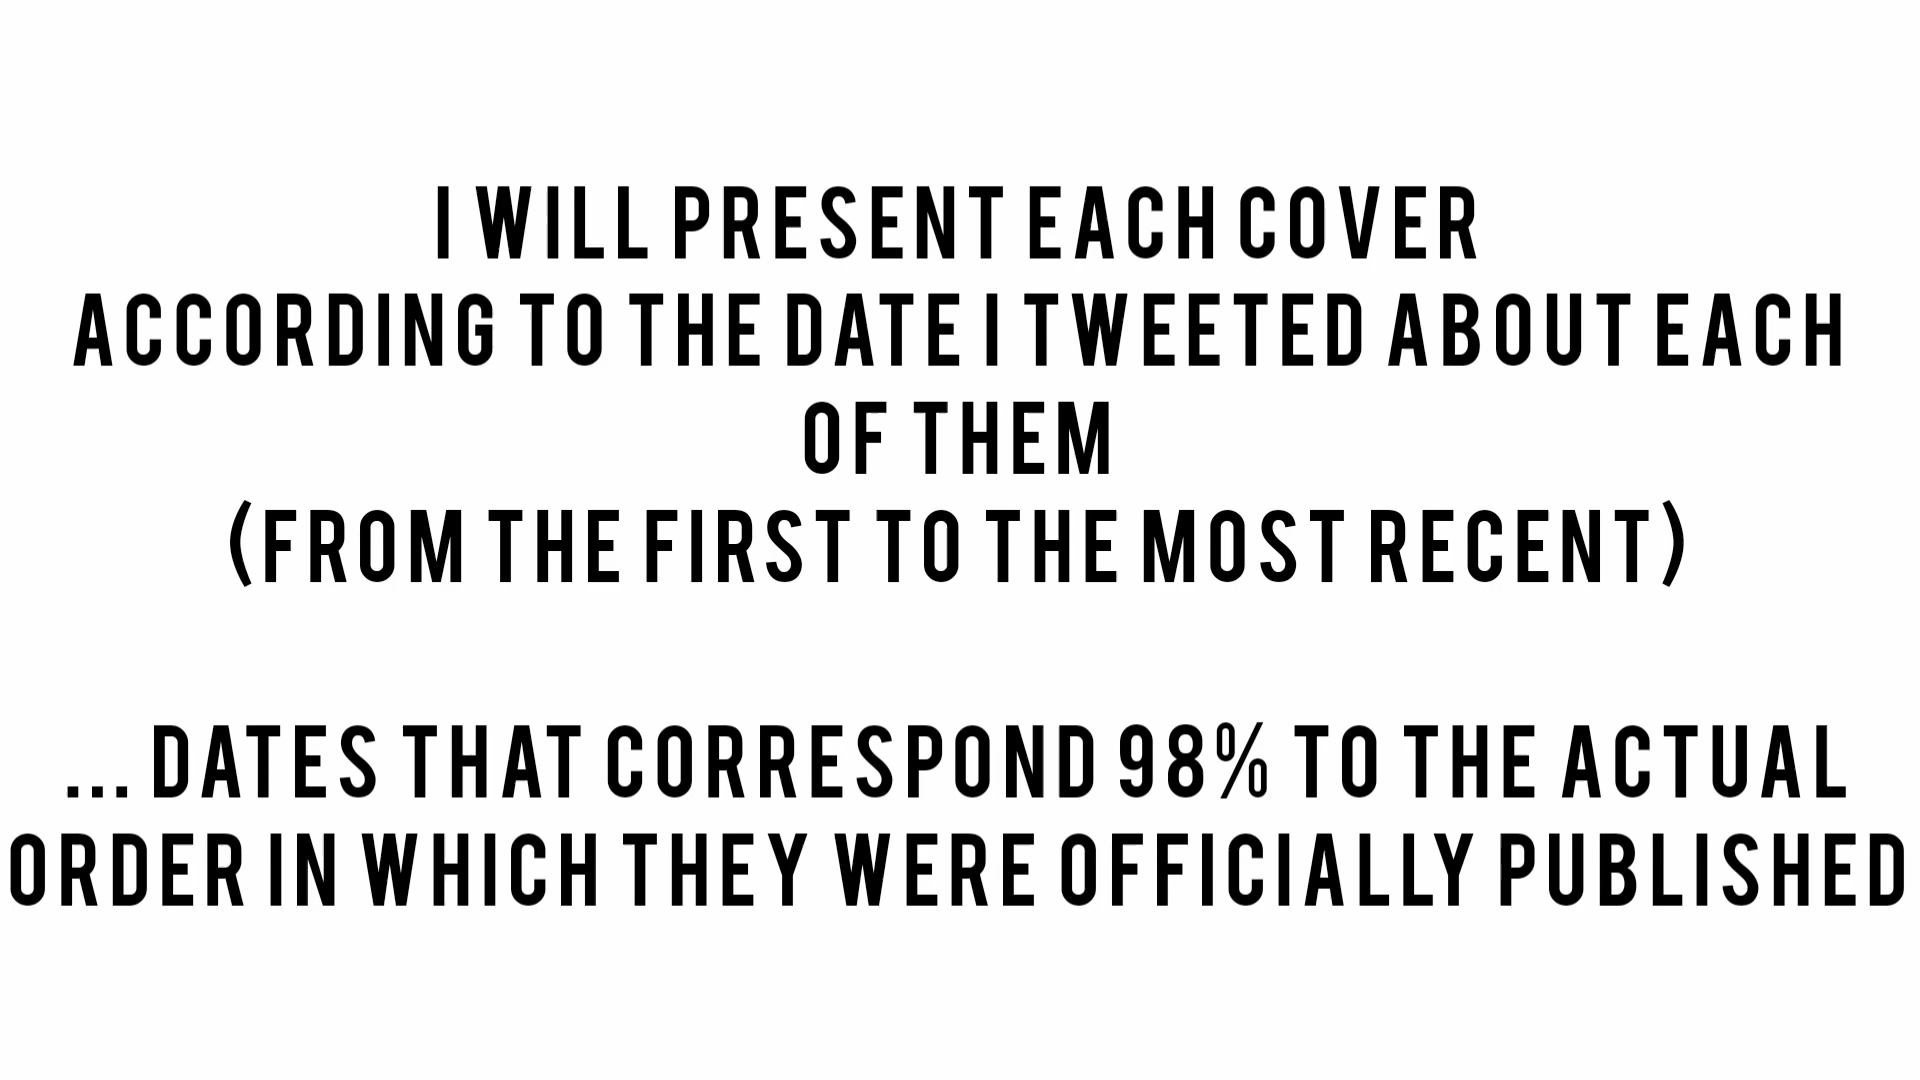 I WILL PRESENT EACH COVER
ACCORDING TO THE DATE I TWEETED ABOUT EACH
OF THEM
(FROM THE FIRST TO THE MOST RECENT)
... DATES THAT CORRESPOND 98% TO THE ACTUAL
ORDER IN WHICH THEY WERE OFFICIALLY PUBLISHED